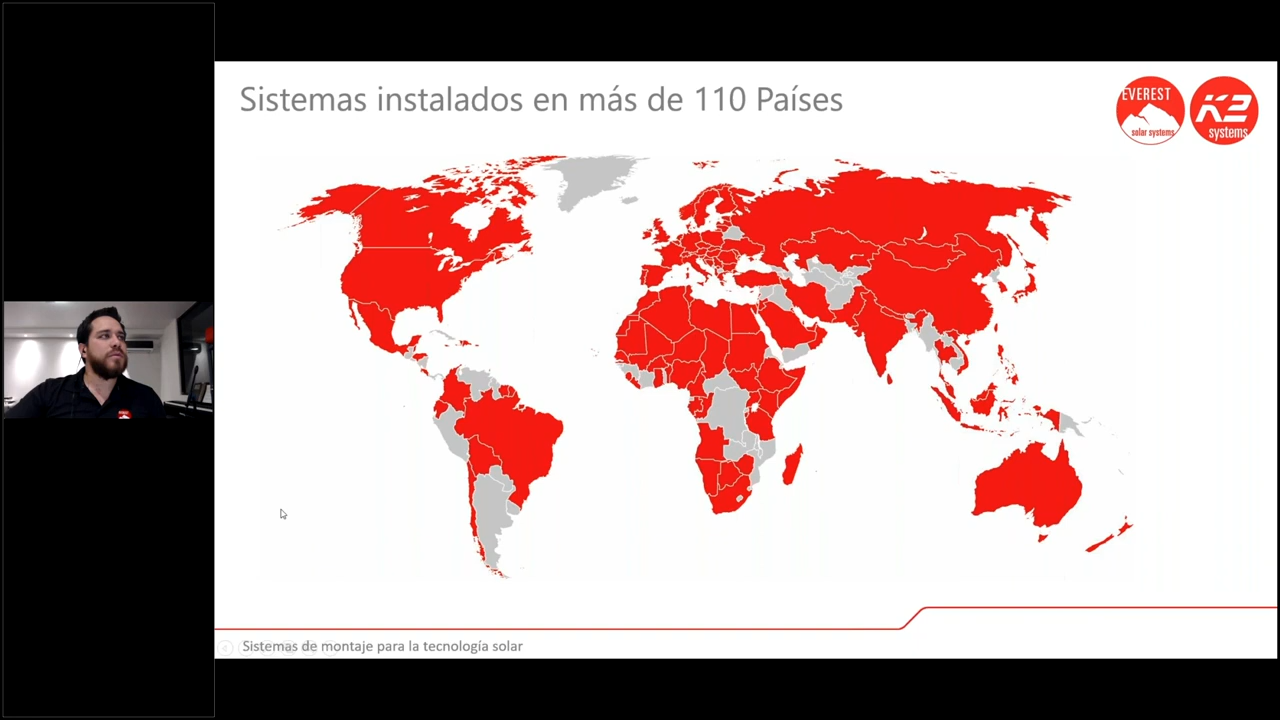 Sistemas instalados en más de 110 Países
EVEREST
solar systems
K2
systems
Sistemas de montaje para la tecnología solar